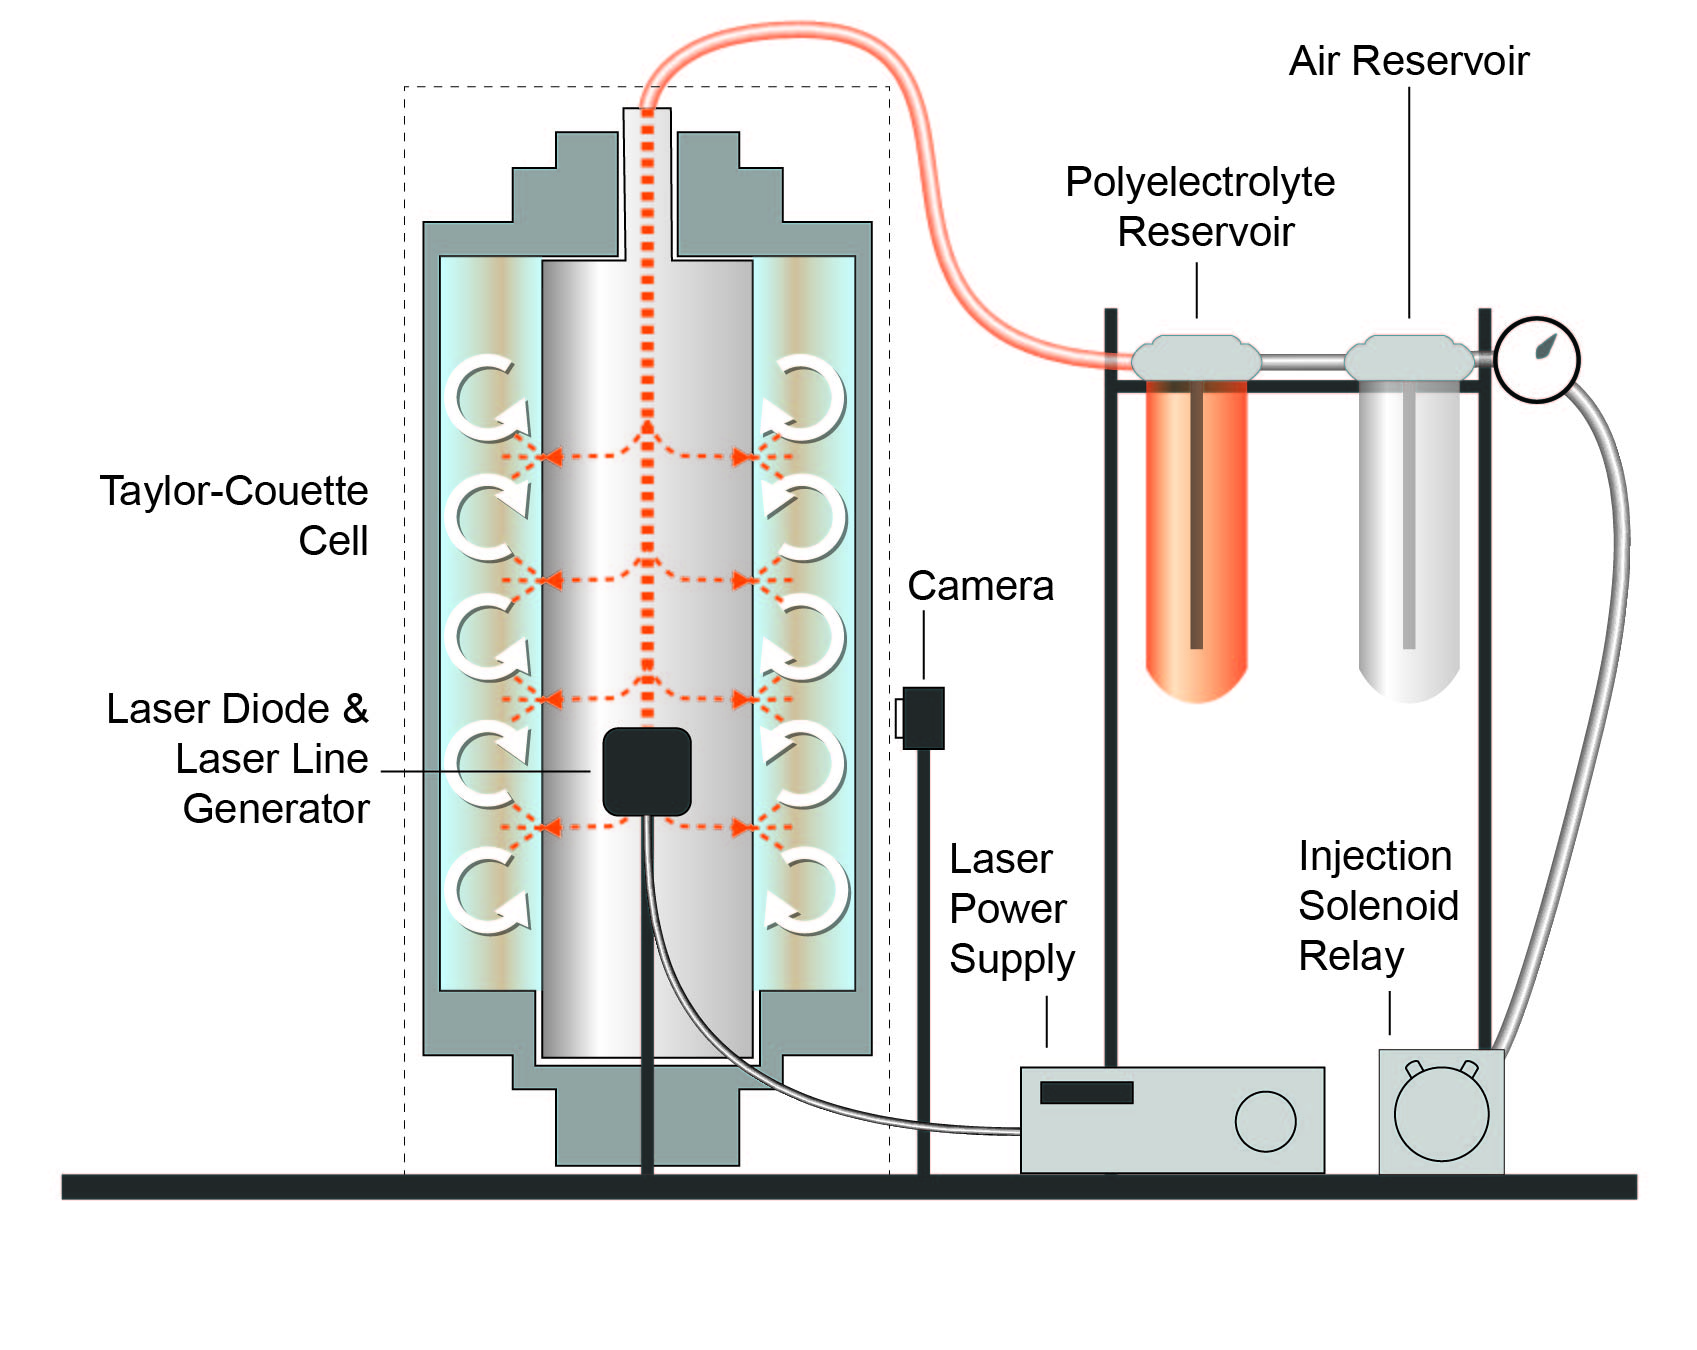 Air Reservoir
Polyelectrolyte
Reservoir
Taylor-Couette
Cell
Camera
Laser Diode &
Laser Line
Generator
Laser
Power
Supply
Injection
Solenoid
Relay